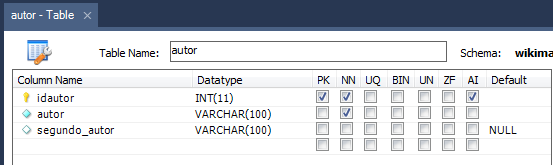 autor - Table
Table Name: autor Schema: wikima
Column Name Datatype PK NN UQ BIN UN ZF AI Default
idautor INT(11)
autor VARCHAR(100)
segundo_autor VARCHAR(100) NULL